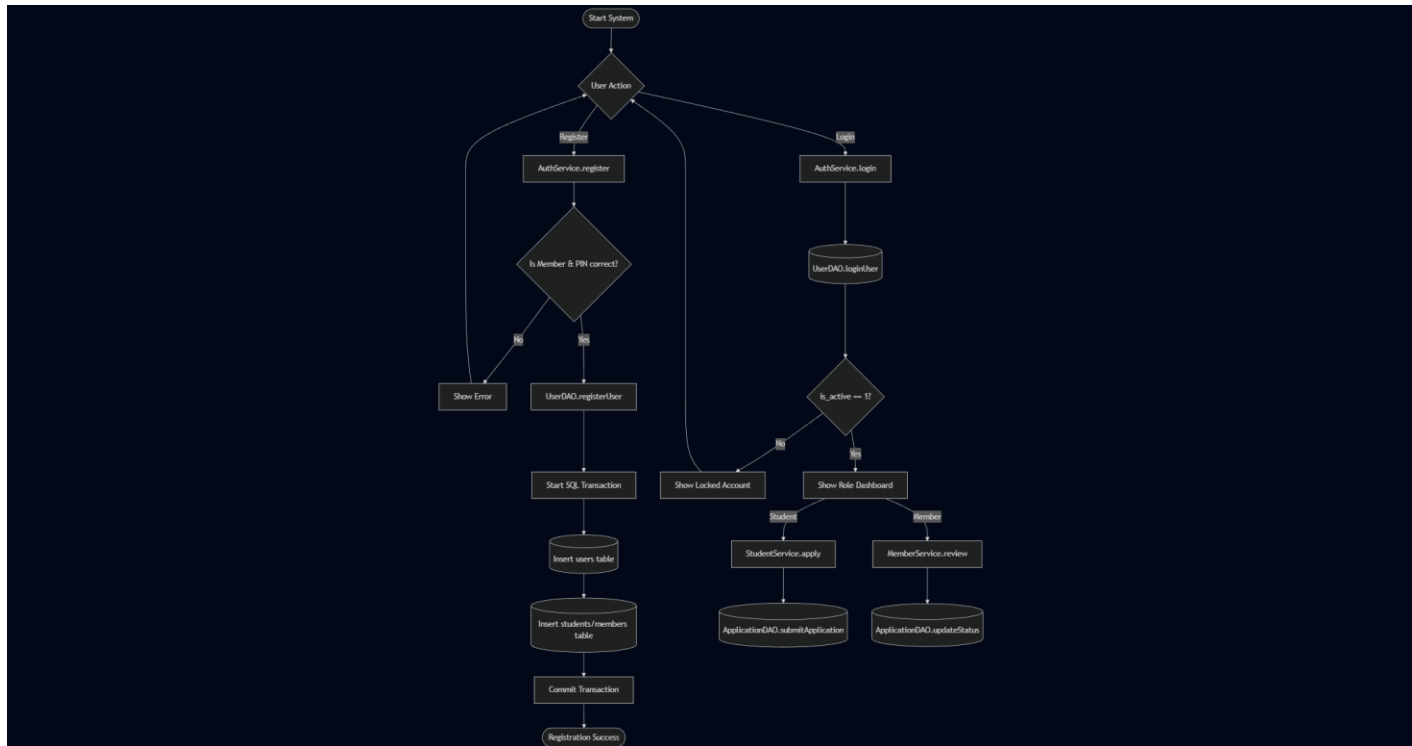 Start System
User Action
Register
Login
AuthService.register
AuthService.login
Is Member & PIN correct?
UserDAO.loginUser
No
Yes
Show Error
UserDAO.registerUser
is_active == 1?
No
Yes
Start SQL Transaction
Show Locked Account
Show Role Dashboard
Student
Member
Insert users table
StudentService.apply
MemberService.review
Insert students/members
table
ApplicationDAO.submitApplication
ApplicationDAO.updateStatus
Commit Transaction
Registration Success